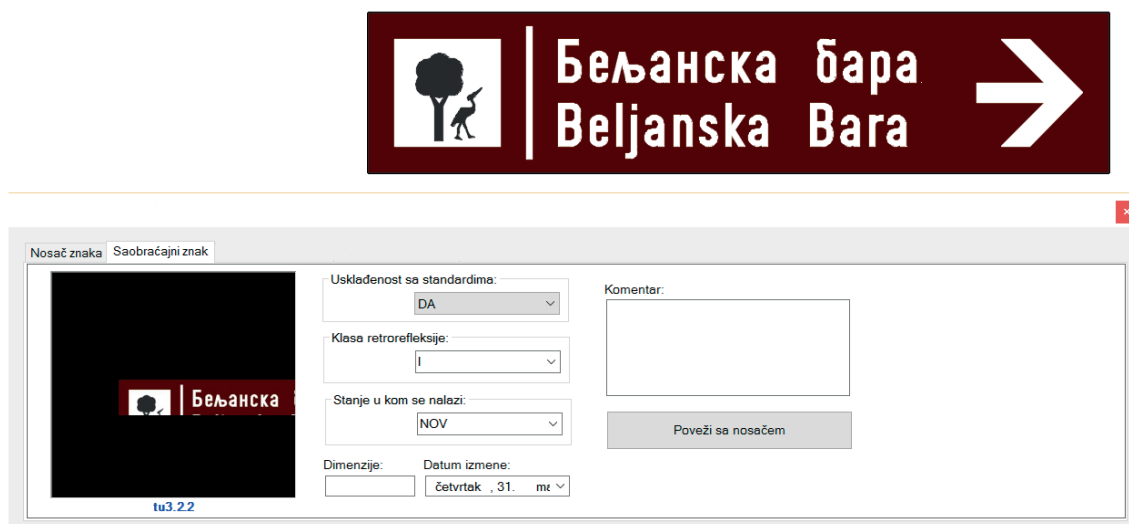 Бељанска бара
Beljanska Bara
Nosač znaka
Saobraćajni znak
Usklađenost sa standardima:
DA
Klasa retrorefleksije:
I
Stanje u kom se nalazi:
NOV
Dimenzije:
Datum izmene:
četvrtak , 31.
Komentar:
Poveži sa nosačem
Бељанска
tu3.2.2